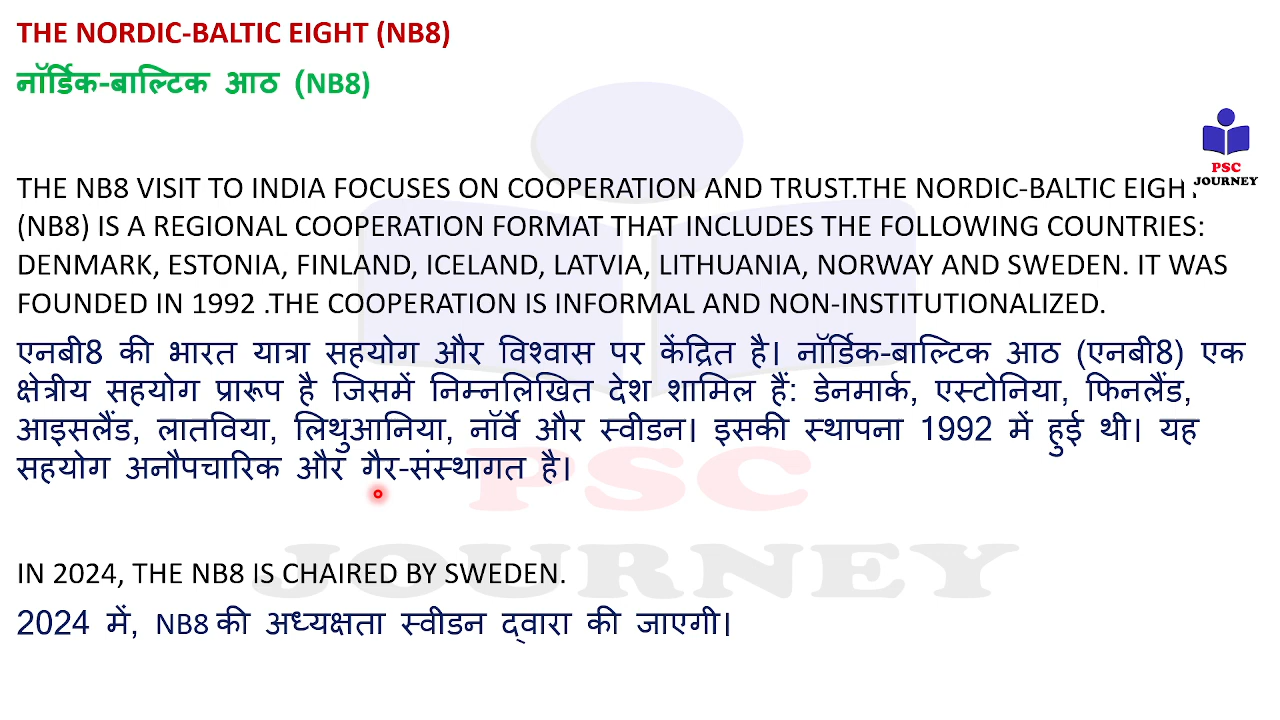 THE NORDIC-BALTIC EIGHT (NB8)
नॉर्डिक-बाल्टिक आठ (NB8)
THE NB8 VISIT TO INDIA FOCUSES ON COOPERATION AND TRUST.THE NORDIC-BALTIC EIGHT
(NB8) IS A REGIONAL COOPERATION FORMAT THAT INCLUDES THE FOLLOWING COUNTRIES:
DENMARK, ESTONIA, FINLAND, ICELAND, LATVIA, LITHUANIA, NORWAY AND SWEDEN. IT WAS
FOUNDED IN 1992 .THE COOPERATION IS INFORMAL AND NON-INSTITUTIONALIZED.
एनबी8 की भारत यात्रा सहयोग और विश्वास पर केंद्रित है। नॉर्डिक-बाल्टिक आठ (एनबी8) एक
क्षेत्रीय सहयोग प्रारूप है जिसमें निम्नलिखित देश शामिल हैं: डेनमार्क, एस्टोनिया, फिनलैंड,
आइसलैंड, लातविया, लिथुआनिया, नॉर्वे और स्वीडन। इसकी स्थापना 1992 में हुई थी। यह
सहयोग अनौपचारिक और गैर-संस्थागत है।
IN 2024, THE NB8 IS CHAIRED BY SWEDEN.
2024 में, NB8 की अध्यक्षता स्वीडन द्वारा की जाएगी।
PSC
JOURNEY
PSC
JOURNEY